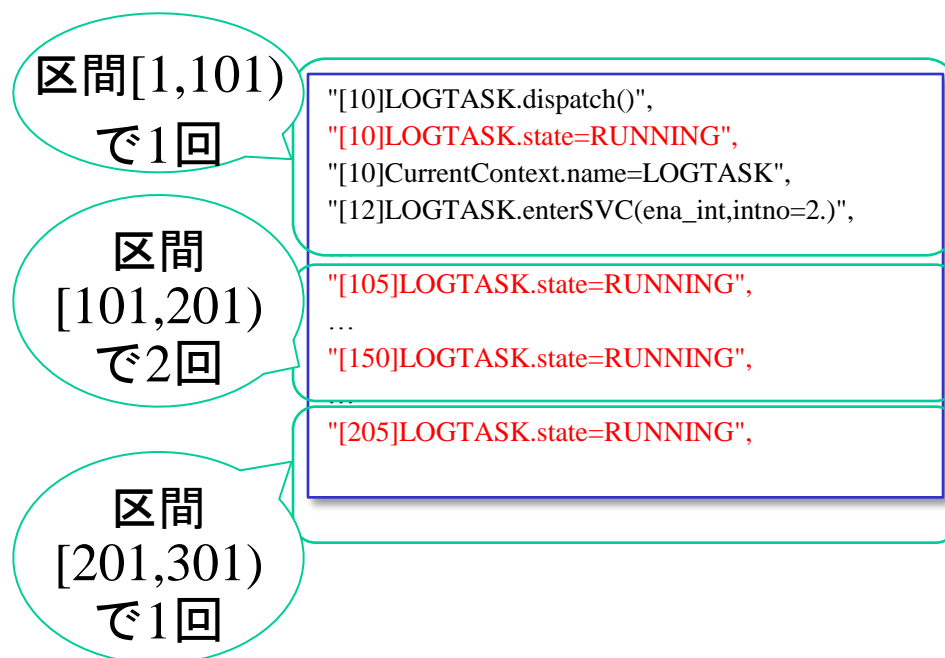 区間[1,101)
で1回
"[10]LOGTASK.dispatch()",
"[10]LOGTASK.state=RUNNING",
"[10]CurrentContext.name=LOGTASK",
"[12]LOGTASK.enterSVC(ena_int,intno=2.)",
…
区間
[101,201)
で2回
"[105]LOGTASK.state=RUNNING",
…
"[150]LOGTASK.state=RUNNING",
…
区間
[201,301)
で1回
"[205]LOGTASK.state=RUNNING",